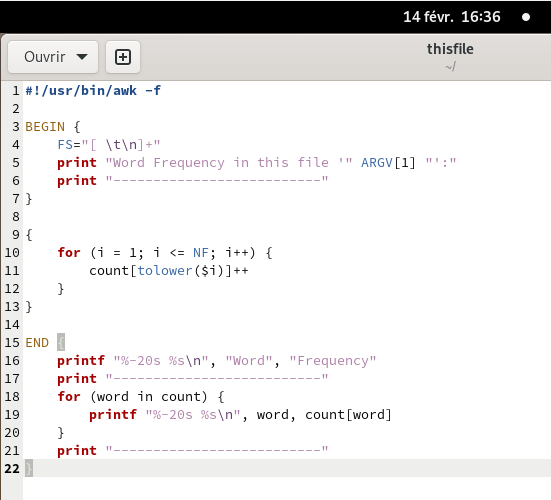 14 févr. 16:36
Ouvrir
thisfile
~/
1 #!/usr/bin/awk -f
2
3 BEGIN {
4     FS="[ \t\n]+"
5     print "Word Frequency in this file '" ARGV[1] "':"
6     print "--------------------------"
7 }
8
9 {
10     for (i = 1; i <= NF; i++) {
11         count[tolower($i)]++
12     }
13 }
14
15 END {
16     printf "%-20s %s\n", "Word", "Frequency"
17     print "--------------------------"
18     for (word in count) {
19         printf "%-20s %s\n", word, count[word]
20     }
21     print "--------------------------"
22 }